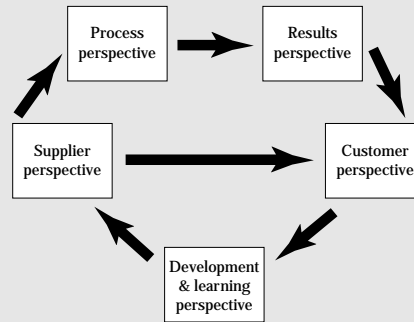 Process
perspective
Results
perspective
Supplier
perspective
Customer
perspective
Development
& learning
perspective